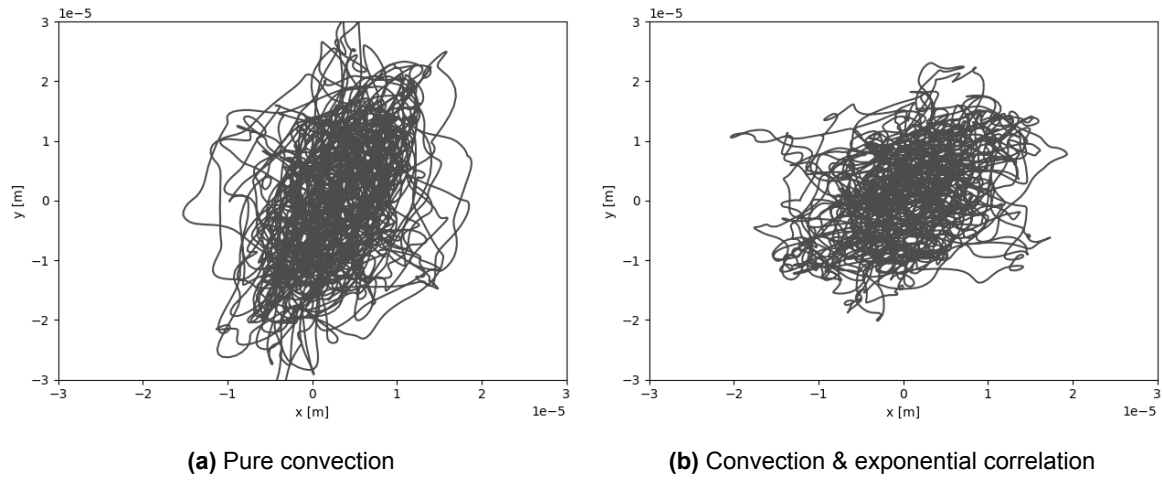 1e−5
3
2
1
0
−1
−2
−3
y [m]
−3 −2 −1 0 1 2 3
x [m]
1e−5
(a) Pure convection
1e−5
3
2
1
0
−1
−2
−3
y [m]
−3 −2 −1 0 1 2 3
x [m]
1e−5
(b) Convection & exponential correlation